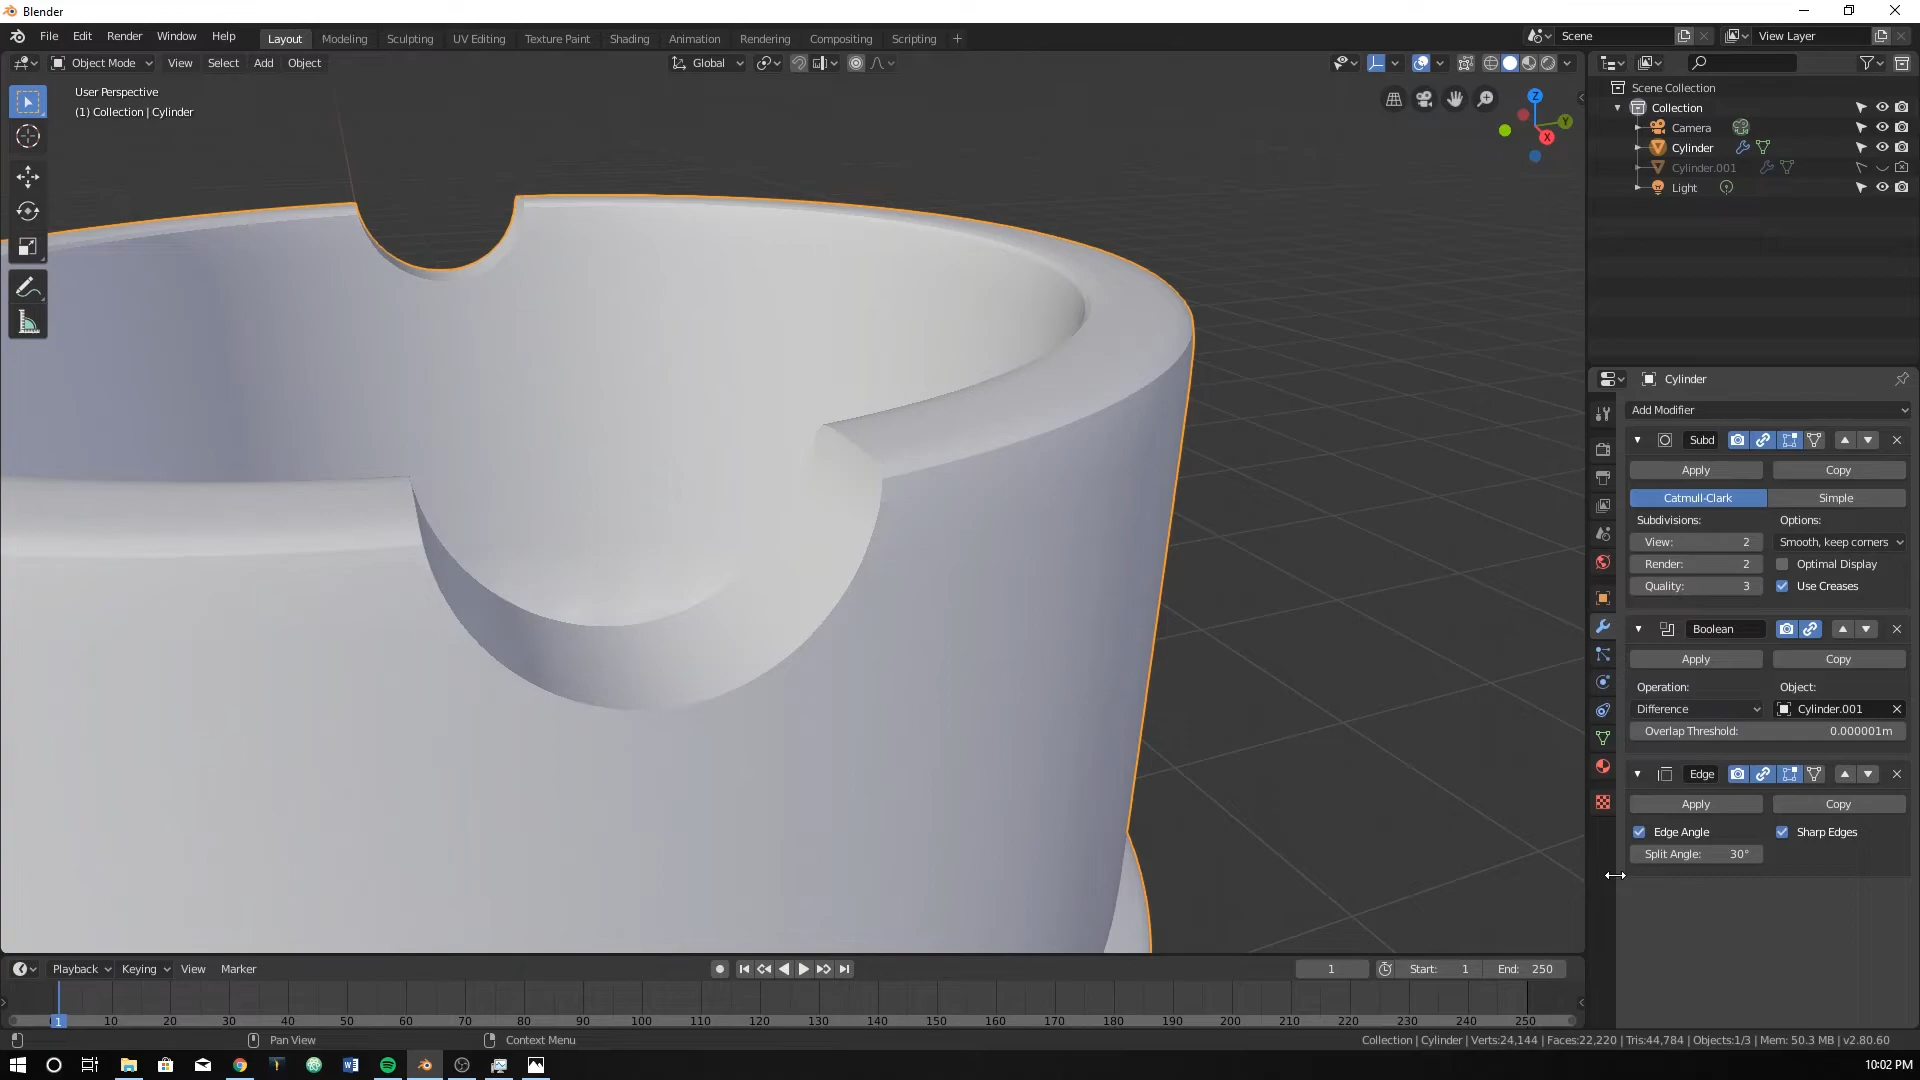 Blender
File Edit Render Window Help
Layout Modeling Sculpting UV Editing Texture Paint Shading Animation Rendering Compositing Scripting +
Scene
View Layer
Object Mode View Select Add Object
Global
User Perspective
(1) Collection | Cylinder
Z
Y
X
Scene Collection
Collection
Camera
Cylinder
Cylinder.001
Light
Cylinder
Add Modifier
Subd
Apply Copy
Catmull-Clark Simple
Subdivisions: Options:
View: 2 Smooth, keep corners
Render: 2 Optimal Display
Quality: 3 Use Creases
Boolean
Apply Copy
Operation: Object:
Difference Cylinder.001
Overlap Threshold: 0.000001m
Edge
Apply Copy
Edge Angle Sharp Edges
Split Angle: 30°
Playback Keying View Marker
1 Start: 1 End: 250
1 10 20 30 40 50 60 70 80 90 100 110 120 130 140 150 160 170 180 190 200 210 220 230 240 250
Pan View Context Menu
Collection | Cylinder | Verts:24,144 | Faces:22,220 | Tris:44,784 | Objects:1/3 | Mem: 50.3 MB | v2.80.60
10:02 PM